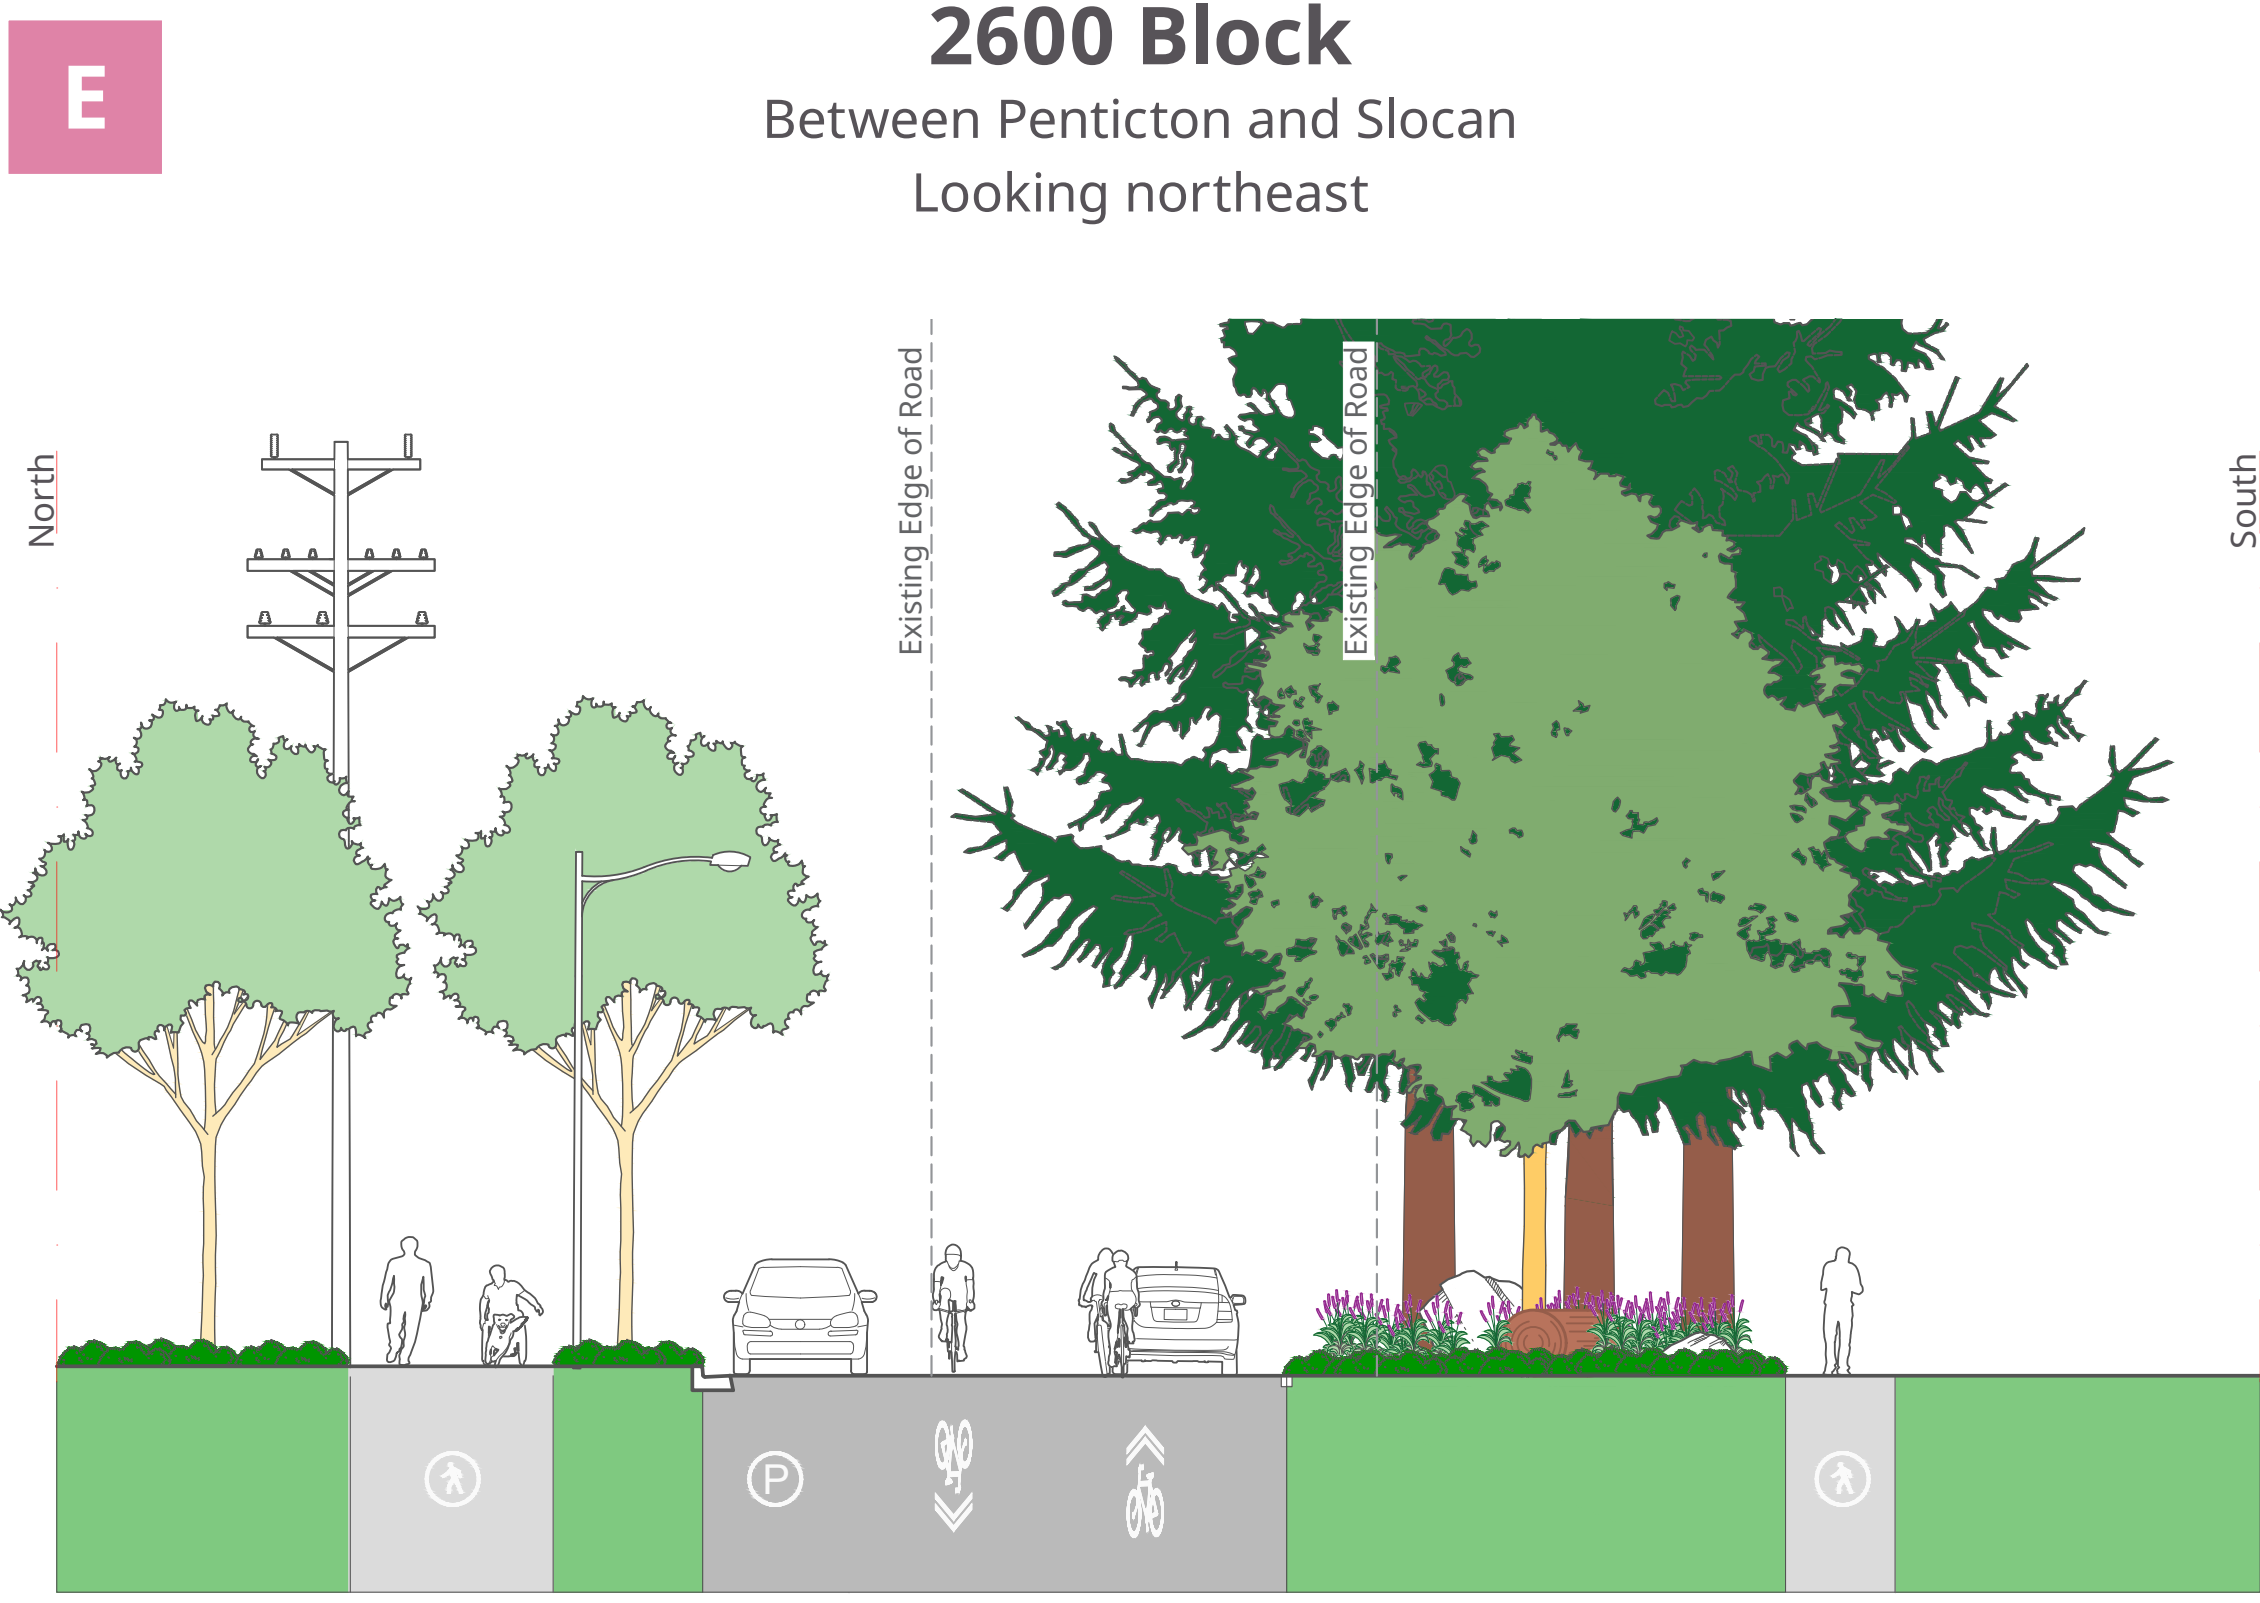 E
2600 Block
Between Penticton and Slocan
Looking northeast
North
Existing Edge of Road
Existing Edge of Road
South
P